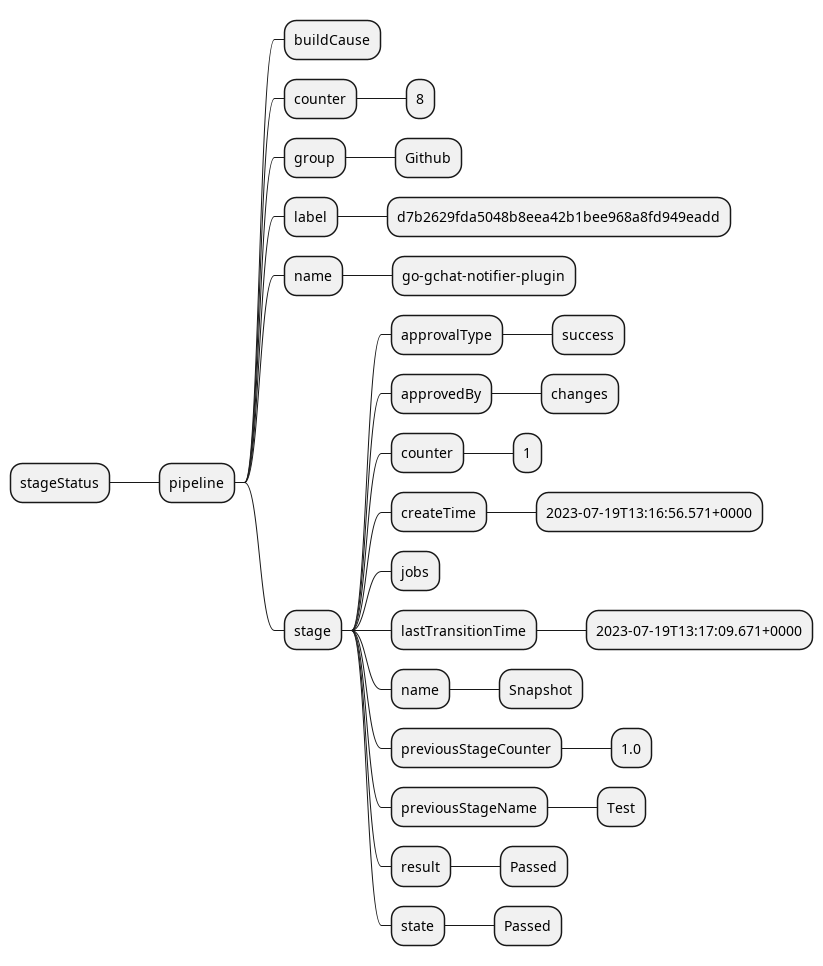 stageStatus
pipeline
buildCause
counter
8
group
Github
label
d7b2629fda5048b8eea42b1bee968a8fd949eadd
name
go-gchat-notifier-plugin
stage
approvalType
success
approvedBy
changes
counter
1
createTime
2023-07-19T13:16:56.571+0000
jobs
lastTransitionTime
2023-07-19T13:17:09.671+0000
name
Snapshot
previousStageCounter
1.0
previousStageName
Test
result
Passed
state
Passed